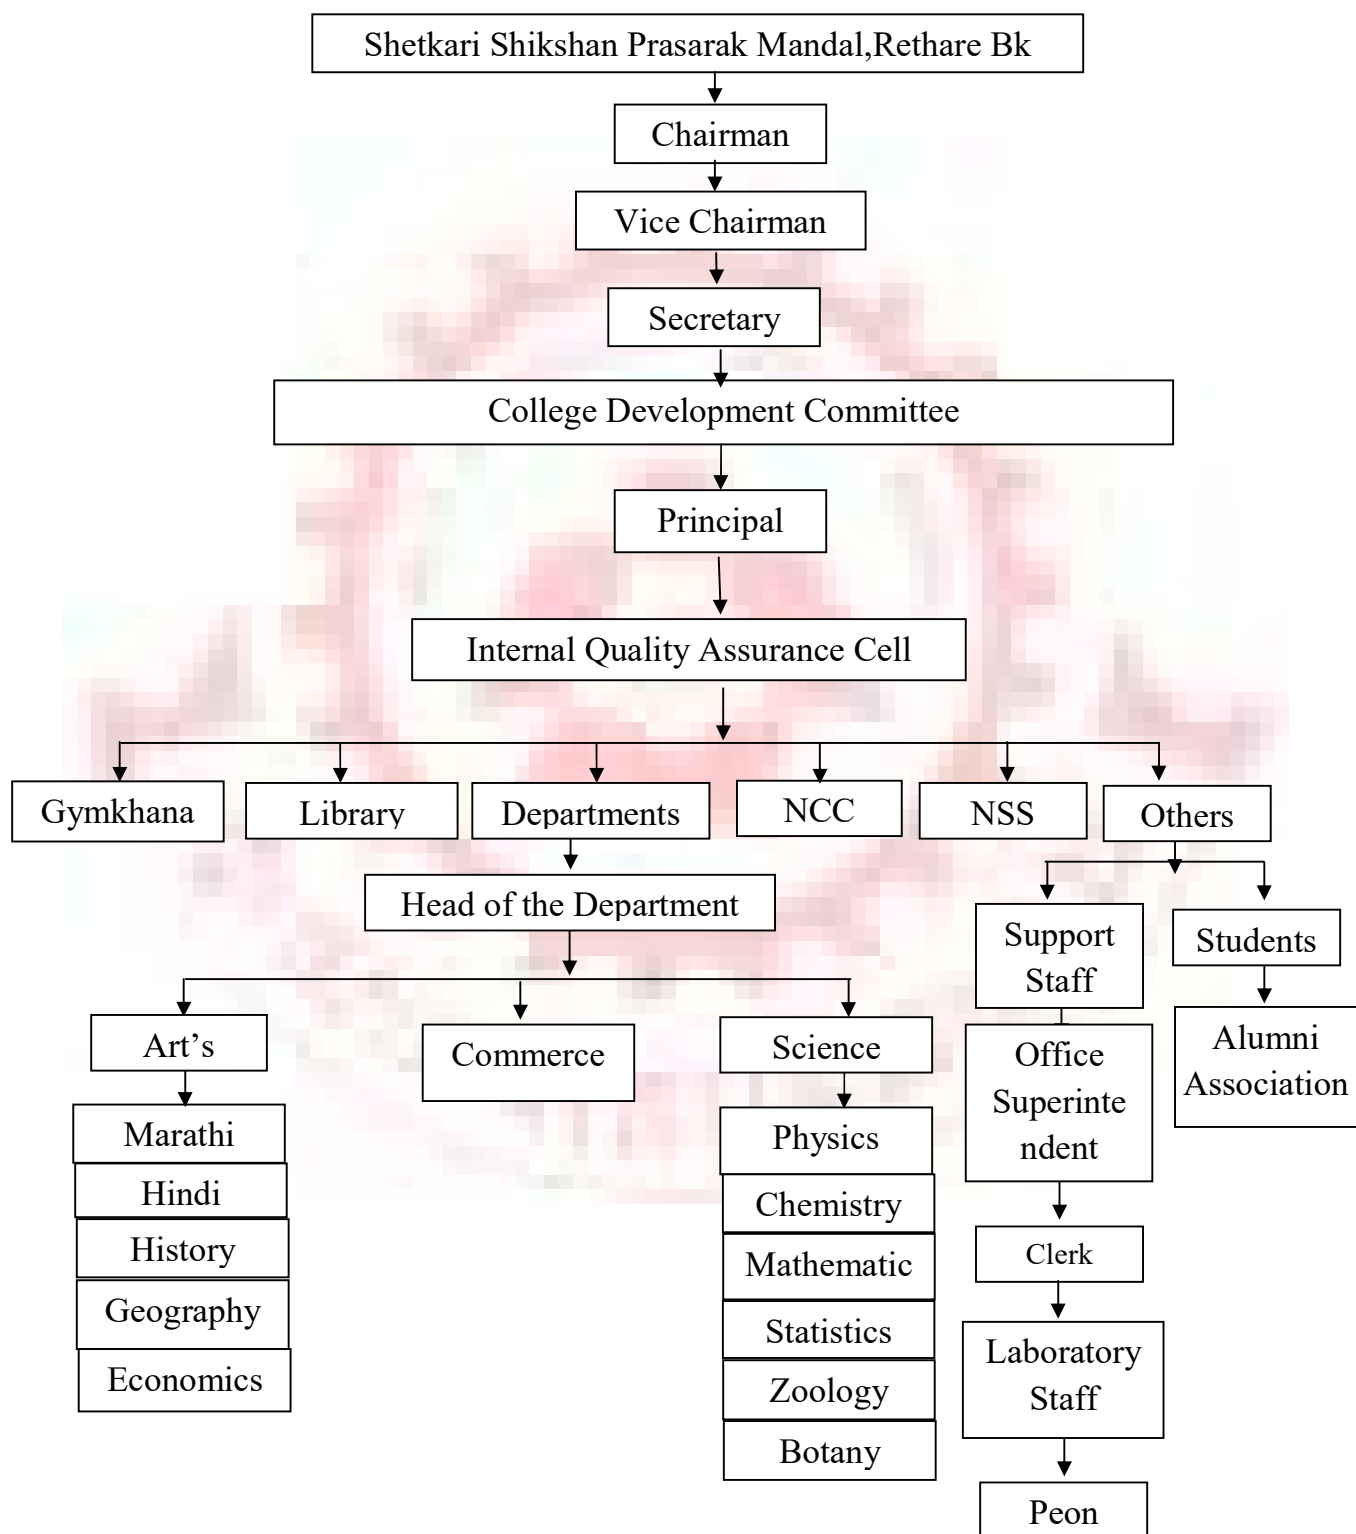 Shetkari Shikshan Prasarak Mandal,Rethare Bk
Chairman
Vice Chairman
Secretary
College Development Committee
Principal
Internal Quality Assurance Cell
Gymkhana
Library
Departments
NCC
NSS
Others
Head of the Department
Support
Staff
Students
Art’s
Commerce
Science
Office
Superinte
ndent
Alumni
Association
Marathi
Hindi
History
Geography
Economics
Physics
Chemistry
Mathematic
Statistics
Zoology
Botany
Clerk
Laboratory
Staff
Peon